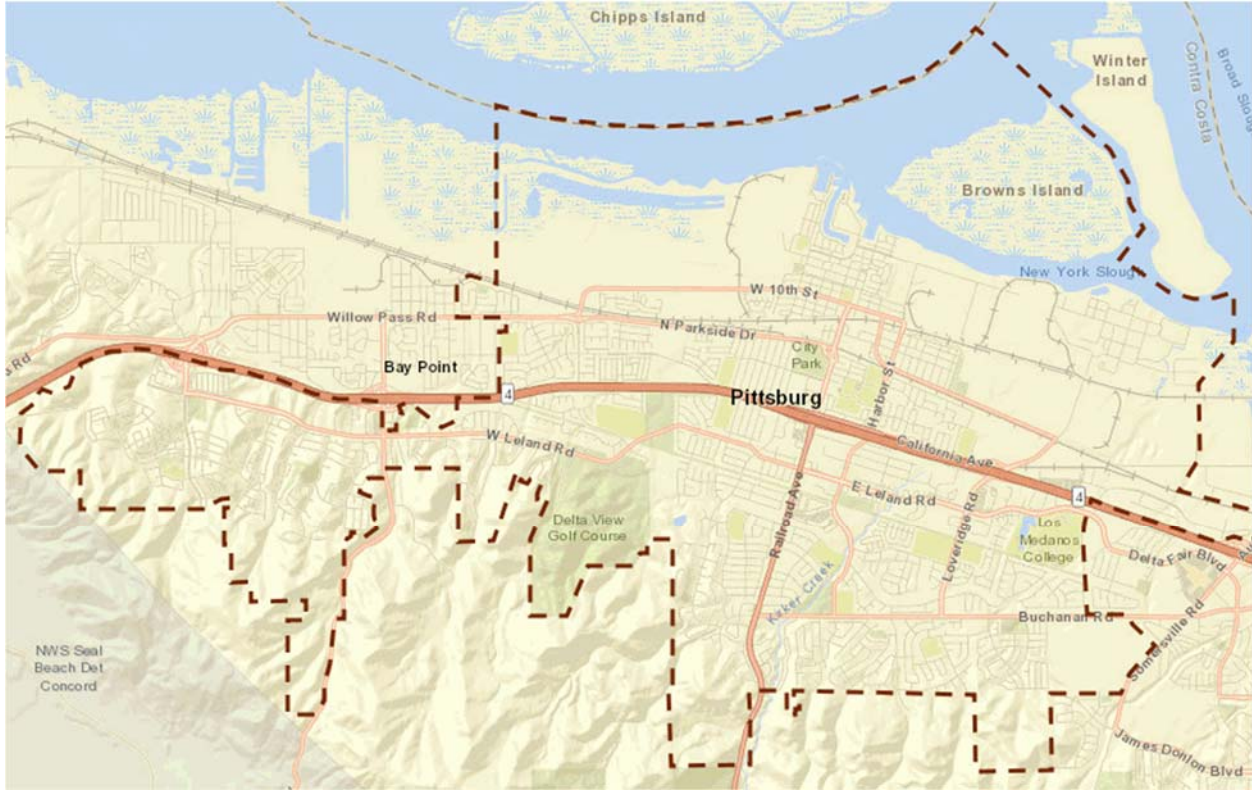 Chipps Island
Winter
Island
Contra Costa
Broad Slough
Browns Island
New York Slough
W 10th St
Willow Pass Rd
N Parkside Dr
City
Park
Bay Point
4
Pittsburg
Harbor St
W Leland Rd
California Ave
E Leland Rd
4
Delta View
Golf Course
Railroad Ave
Loveridge Rd
Los
Medanos
College
Delta Fair Blvd
Kirker Creek
Buchanan Rd
Somersville Rd
NWS Seal
Beach Det
Concord
James Donlon Blvd